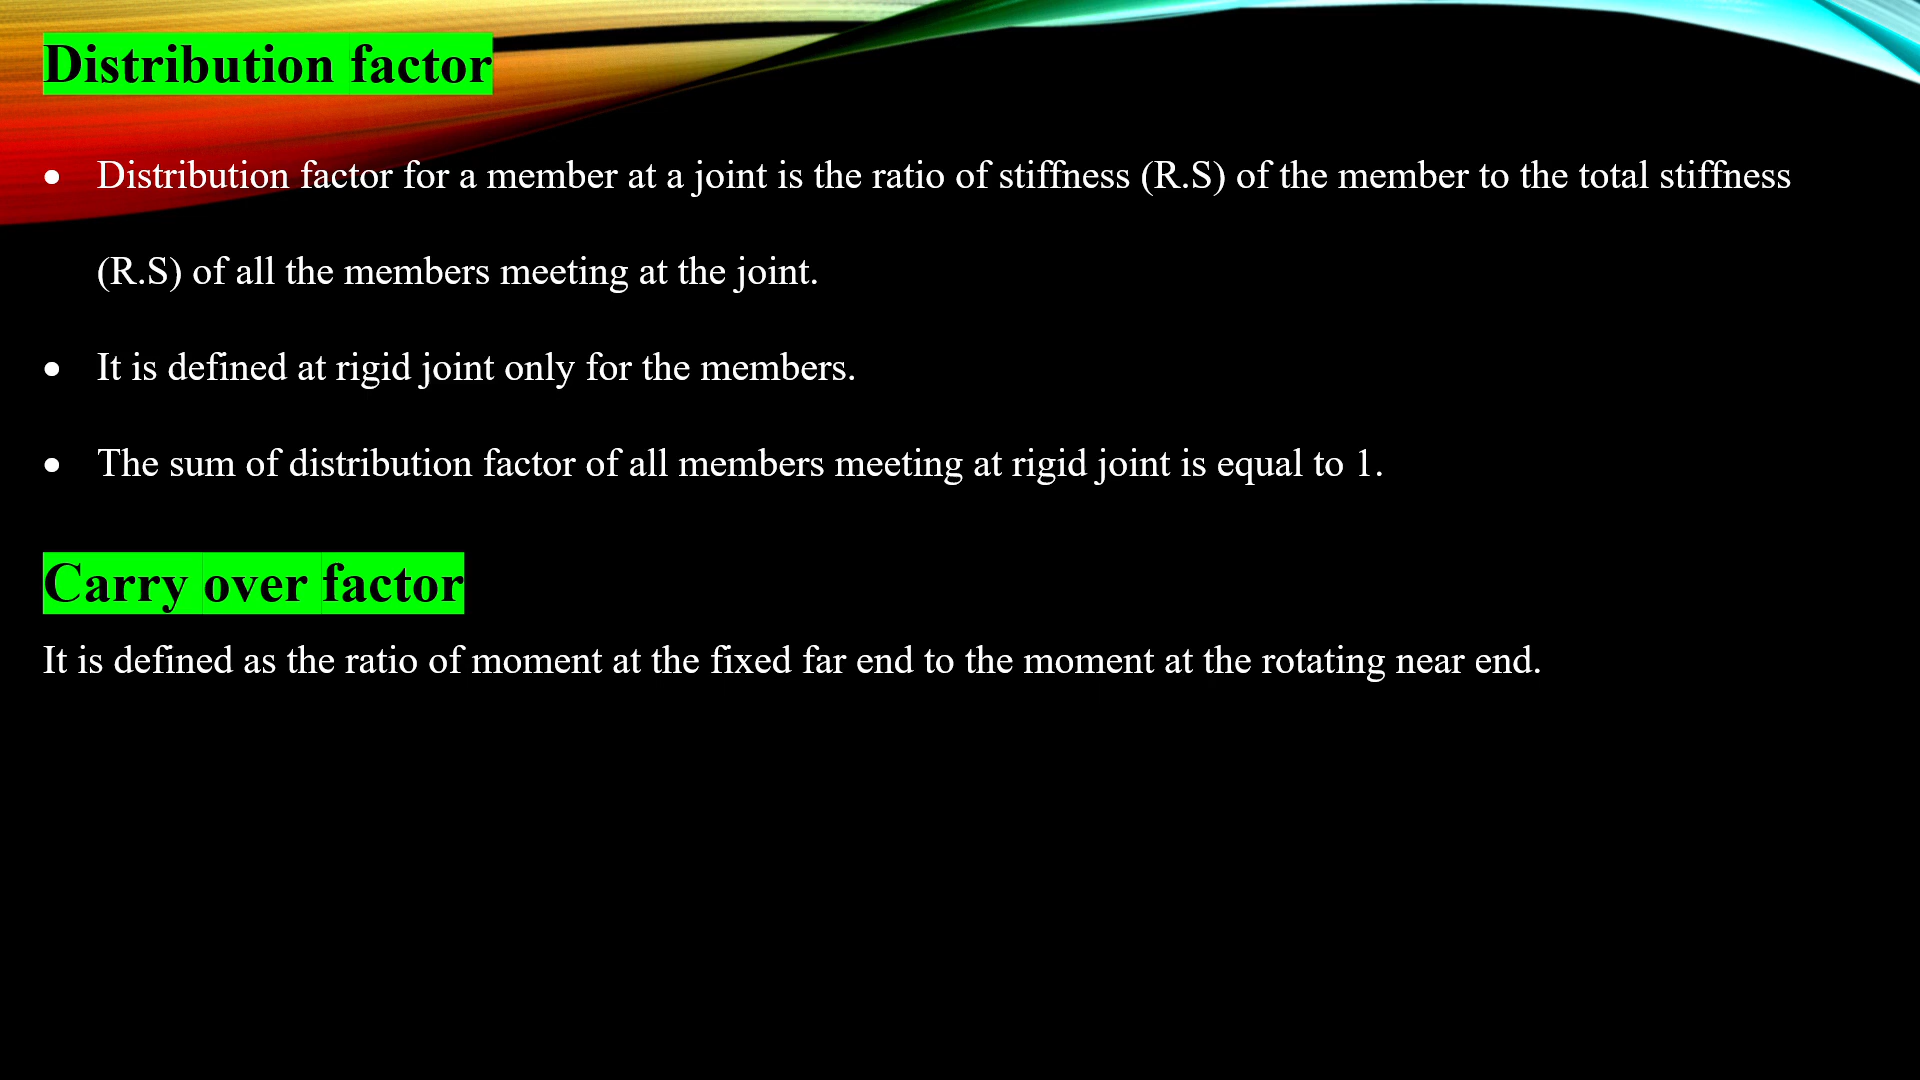 Distribution factor
• Distribution factor for a member at a joint is the ratio of stiffness (R.S) of the member to the total stiffness
(R.S) of all the members meeting at the joint.
• It is defined at rigid joint only for the members.
• The sum of distribution factor of all members meeting at rigid joint is equal to 1.
Carry over factor
It is defined as the ratio of moment at the fixed far end to the moment at the rotating near end.